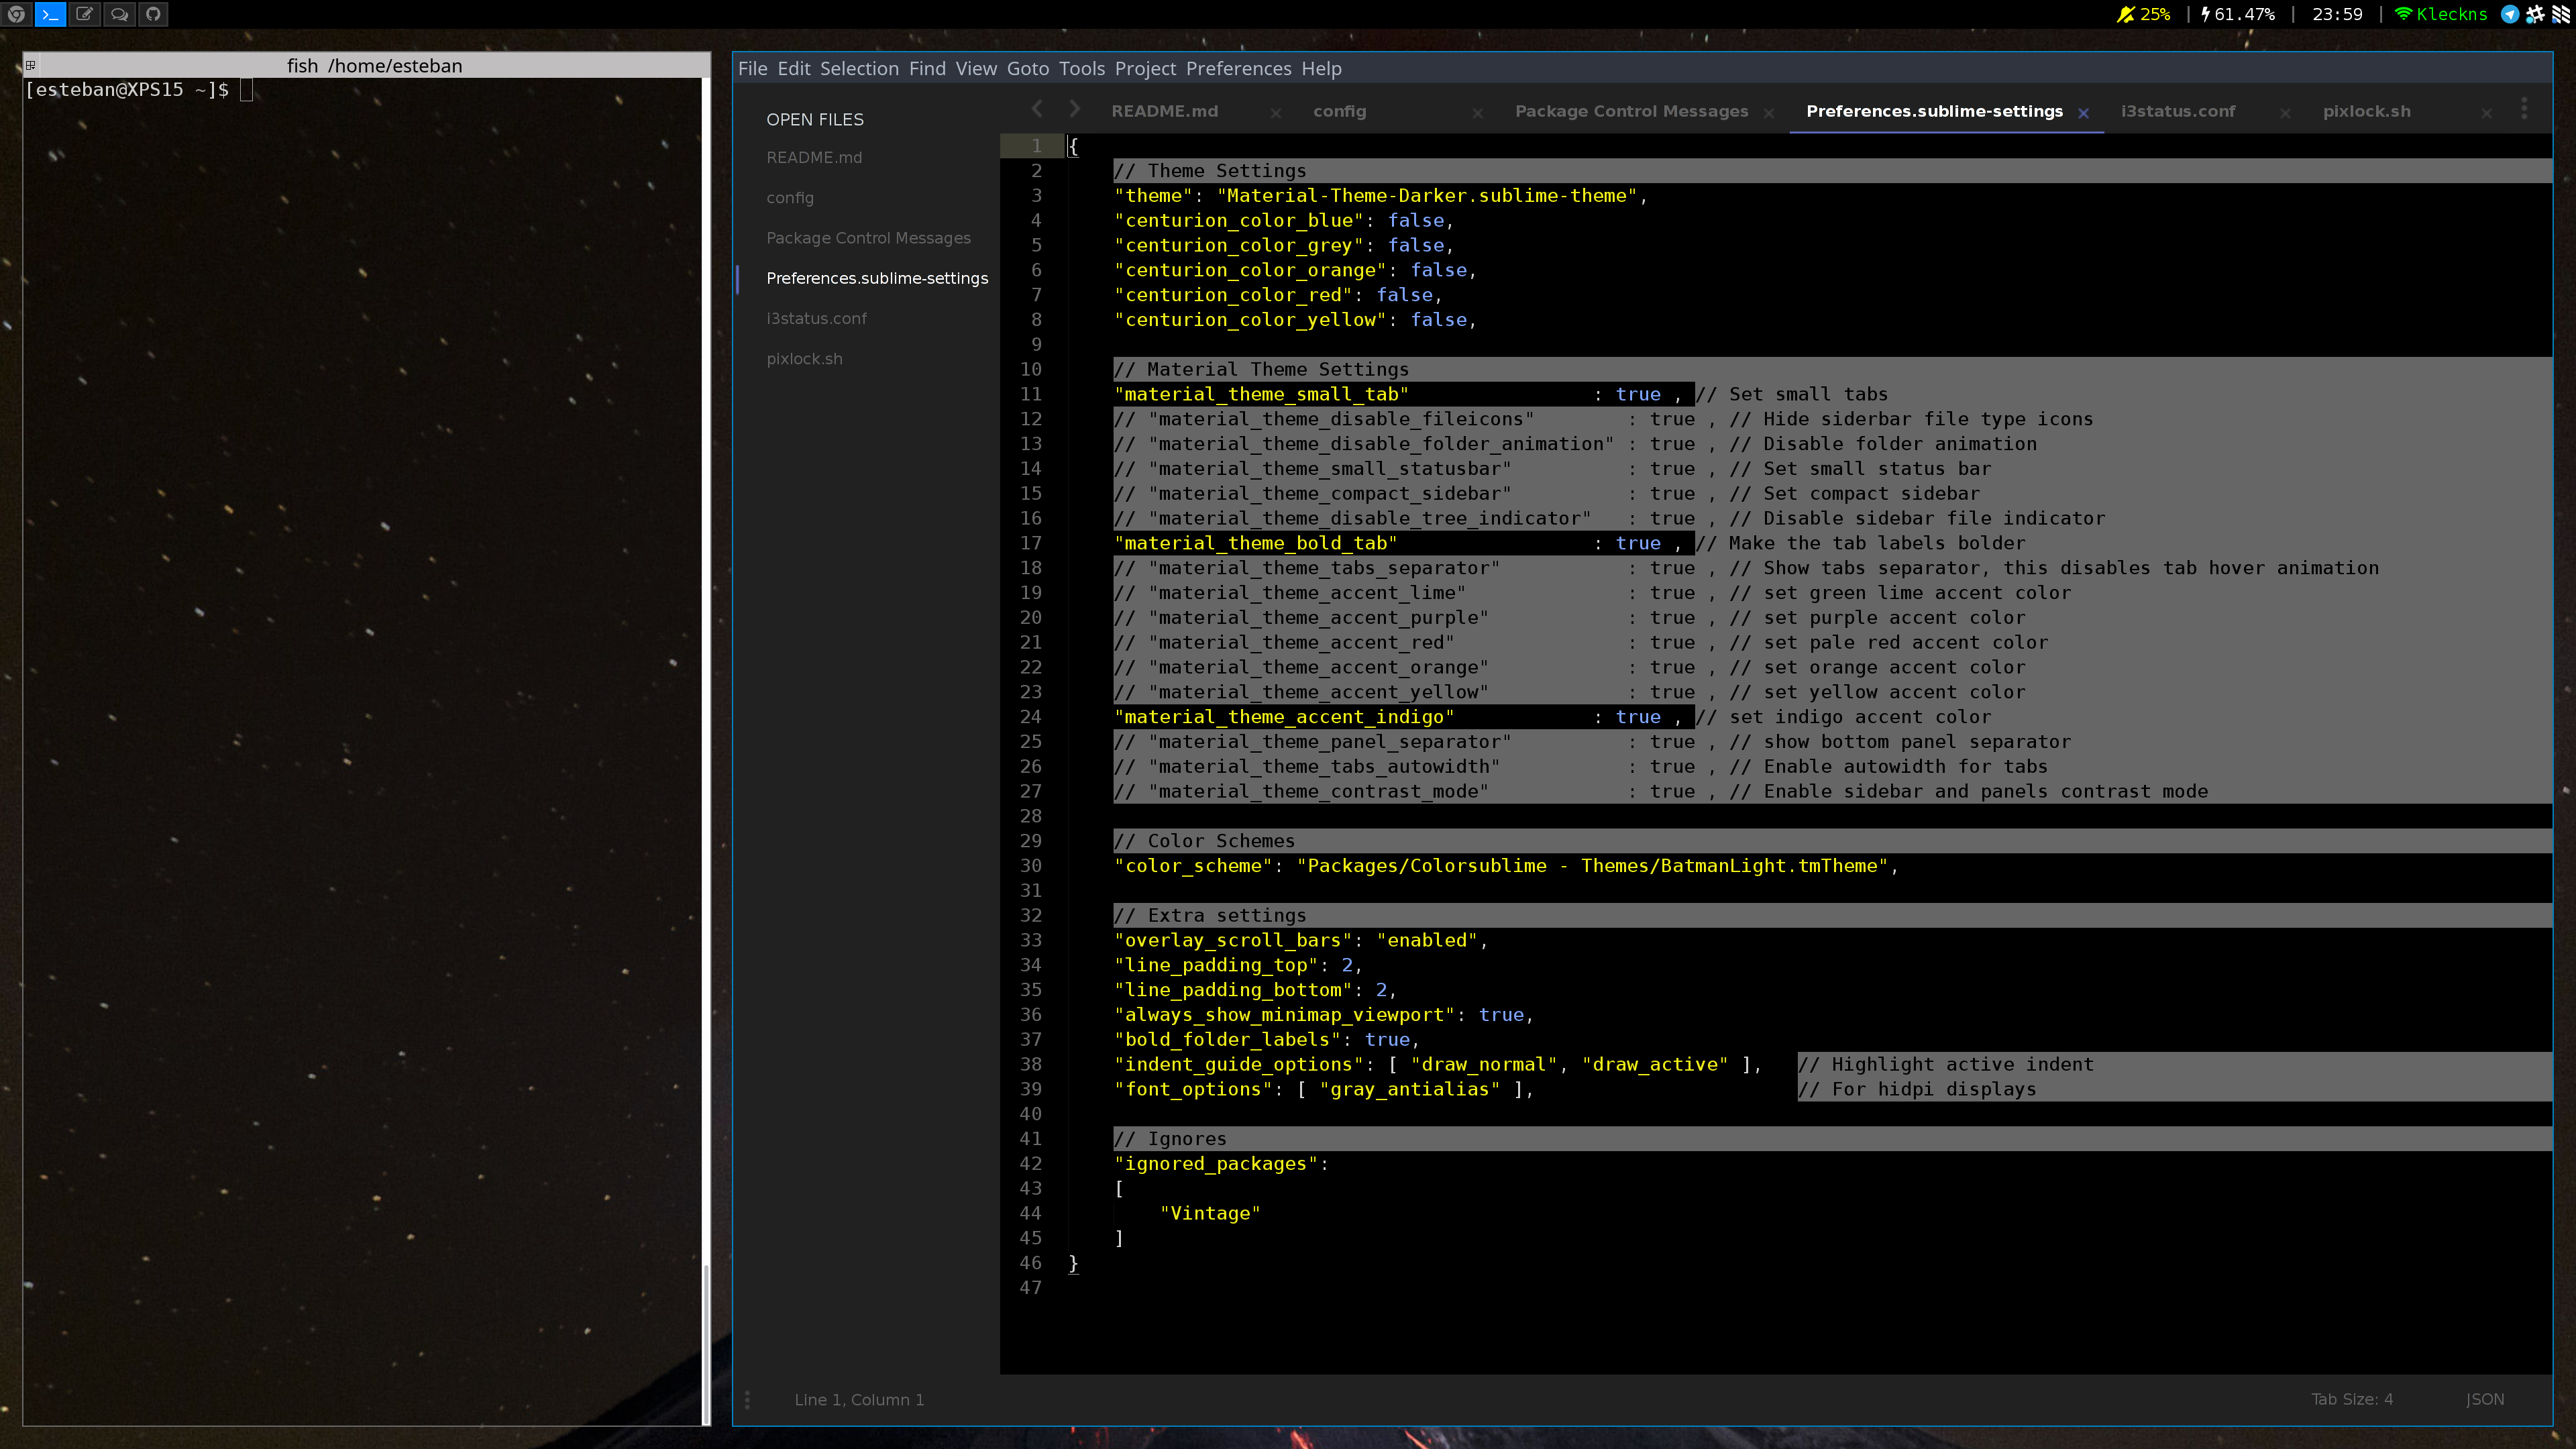 25% | 61.47% | 23:59 | Kleckns
fish /home/esteban
[esteban@XPS15 ~]$
File Edit Selection Find View Goto Tools Project Preferences Help
OPEN FILES
README.md
config
Package Control Messages
Preferences.sublime-settings
i3status.conf
pixlock.sh
README.md × config × Package Control Messages × Preferences.sublime-settings × i3status.conf × pixlock.sh ×
1 {
2 // Theme Settings
3 "theme": "Material-Theme-Darker.sublime-theme",
4 "centurion_color_blue": false,
5 "centurion_color_grey": false,
6 "centurion_color_orange": false,
7 "centurion_color_red": false,
8 "centurion_color_yellow": false,
9
10 // Material Theme Settings
11 "material_theme_small_tab" : true , // Set small tabs
12 // "material_theme_disable_fileicons" : true , // Hide siderbar file type icons
13 // "material_theme_disable_folder_animation" : true , // Disable folder animation
14 // "material_theme_small_statusbar" : true , // Set small status bar
15 // "material_theme_compact_sidebar" : true , // Set compact sidebar
16 // "material_theme_disable_tree_indicator" : true , // Disable sidebar file indicator
17 "material_theme_bold_tab" : true , // Make the tab labels bolder
18 // "material_theme_tabs_separator" : true , // Show tabs separator, this disables tab hover animation
19 // "material_theme_accent_lime" : true , // set green lime accent color
20 // "material_theme_accent_purple" : true , // set purple accent color
21 // "material_theme_accent_red" : true , // set pale red accent color
22 // "material_theme_accent_orange" : true , // set orange accent color
23 // "material_theme_accent_yellow" : true , // set yellow accent color
24 "material_theme_accent_indigo" : true , // set indigo accent color
25 // "material_theme_panel_separator" : true , // show bottom panel separator
26 // "material_theme_tabs_autowidth" : true , // Enable autowidth for tabs
27 // "material_theme_contrast_mode" : true , // Enable sidebar and panels contrast mode
28
29 // Color Schemes
30 "color_scheme": "Packages/Colorsublime - Themes/BatmanLight.tmTheme",
31
32 // Extra settings
33 "overlay_scroll_bars": "enabled",
34 "line_padding_top": 2,
35 "line_padding_bottom": 2,
36 "always_show_minimap_viewport": true,
37 "bold_folder_labels": true,
38 "indent_guide_options": [ "draw_normal", "draw_active" ], // Highlight active indent
39 "font_options": [ "gray_antialias" ], // For hidpi displays
40
41 // Ignores
42 "ignored_packages":
43 [
44 "Vintage"
45 ]
46 }
47
Line 1, Column 1
Tab Size: 4 JSON